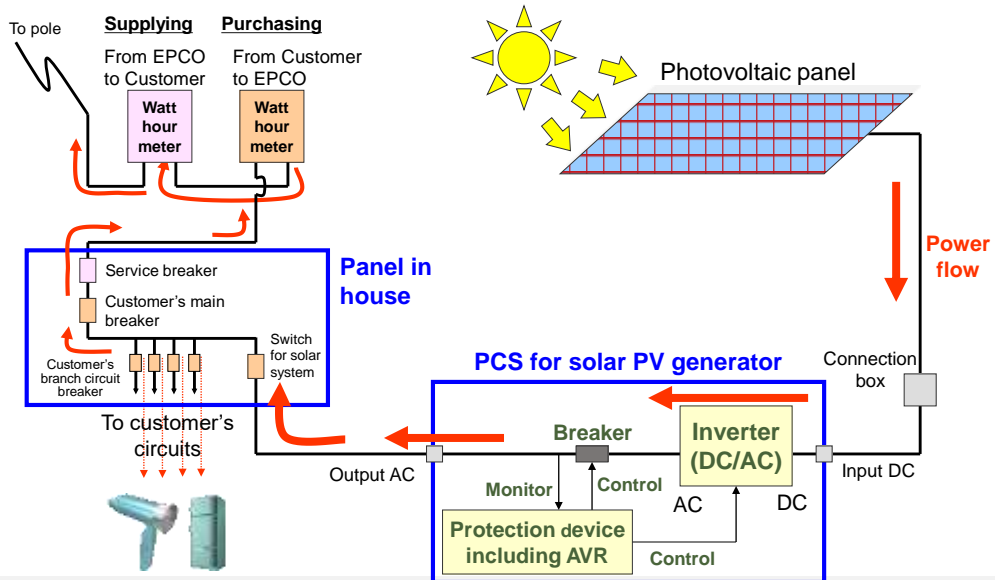 To pole
Supplying
From EPCO
to Customer
Purchasing
From Customer
to EPCO
Watt
hour
meter
Watt
hour
meter
Photovoltaic panel
Power
flow
Panel in
house
Service breaker
Customer's main
breaker
Customer's
branch circuit
breaker
Switch
for solar
system
To customer's
circuits
PCS for solar PV generator
Connection
box
Breaker
Inverter
(DC/AC)
Output AC
Input DC
Monitor
Control
AC
DC
Protection device
including AVR
Control